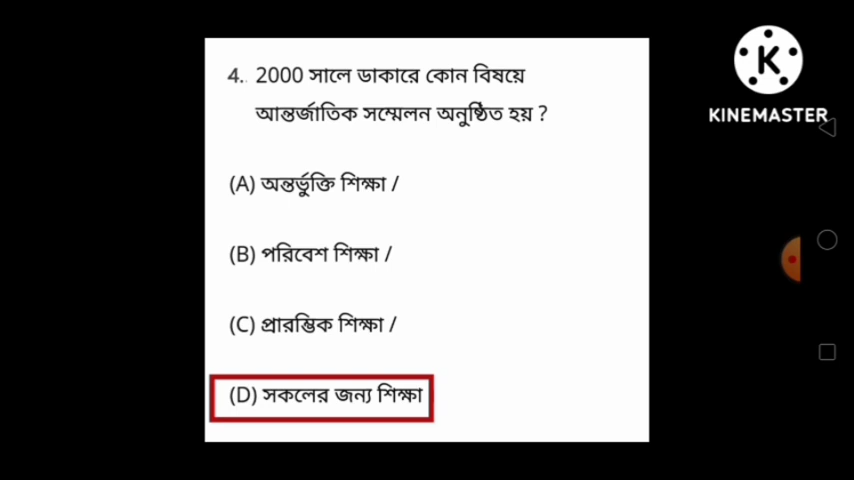 4. 2000 সালে ডাকারে কোন বিষয়ে
আন্তর্জাতিক সম্মেলন অনুষ্ঠিত হয় ?
(A) অন্তর্ভুক্তি শিক্ষা /
(B) পরিবেশ শিক্ষা /
(C) প্রারম্ভিক শিক্ষা /
(D) সকলের জন্য শিক্ষা
K
KINEMASTER